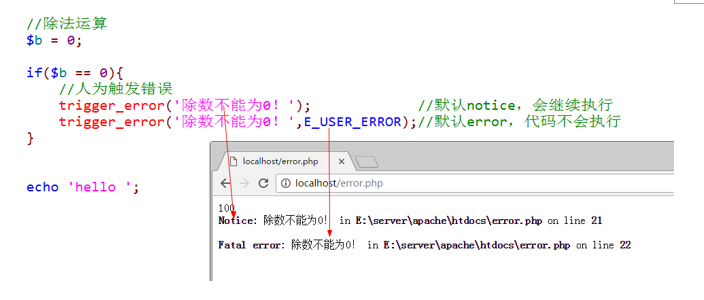 //除法运算
$b = 0;
if($b == 0){
//人为触发错误
trigger_error('除数不能为0！'); //默认notice，会继续执行
trigger_error('除数不能为0！',E_USER_ERROR);//默认error，代码不会执行
}
echo 'hello ';
localhost/error.php
localhost/error.php
100
Notice: 除数不能为0！ in E:\server\apache\htdocs\error.php on line 21
Fatal error: 除数不能为0！ in E:\server\apache\htdocs\error.php on line 22